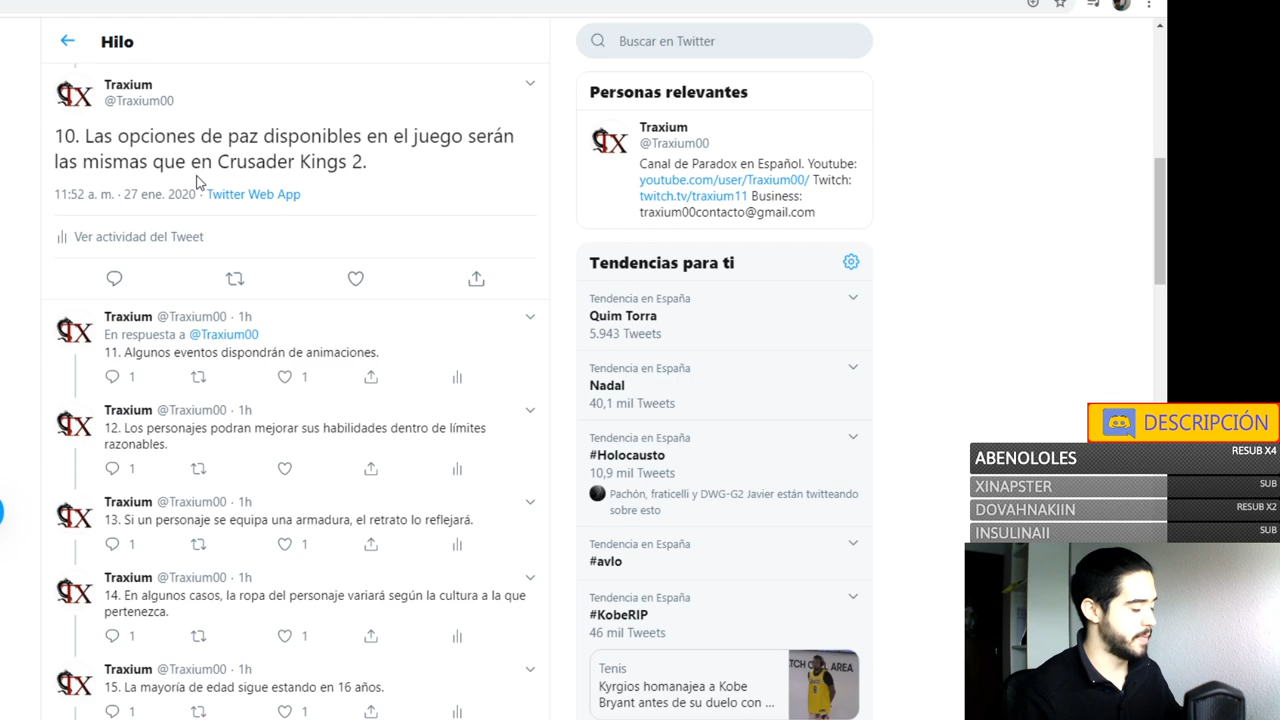 Hilo
Traxium
@Traxium00
10. Las opciones de paz disponibles en el juego serán
las mismas que en Crusader Kings 2.
11:52 a. m. · 27 ene. 2020 · Twitter Web App
Ver actividad del Tweet
Traxium @Traxium00 · 1h
En respuesta a @Traxium00
11. Algunos eventos dispondrán de animaciones.
1 1
Traxium @Traxium00 · 1h
12. Los personajes podran mejorar sus habilidades dentro de límites
razonables.
1
Traxium @Traxium00 · 1h
13. Si un personaje se equipa una armadura, el retrato lo reflejará.
1 1
Traxium @Traxium00 · 1h
14. En algunos casos, la ropa del personaje variará según la cultura a la que
pertenezca.
1 1
Traxium @Traxium00 · 1h
15. La mayoría de edad sigue estando en 16 años.
1 1
Buscar en Twitter
Personas relevantes
Traxium
@Traxium00
Canal de Paradox en Español. Youtube:
youtube.com/user/Traxium00/ Twitch:
twitch.tv/traxium11 Business:
traxium00contacto@gmail.com
Tendencias para ti
Tendencia en España
Quim Torra
5.943 Tweets
Tendencia en España
Nadal
40,1 mil Tweets
Tendencia en España
#Holocausto
10,9 mil Tweets
Pachón, fraticelli y DWG-G2 Javier están twitteando
sobre esto
Tendencia en España
#avlo
Tendencia en España
#KobeRIP
46 mil Tweets
Tenis
Kyrgios homanajea a Kobe
Bryant antes de su duelo con ...
TCH C AREA
8
DESCRIPCIÓN
ABENOLOLES RESUB X4
XINAPSTER SUB
DOVAHNAKIIN RESUB X2
INSULINAII SUB